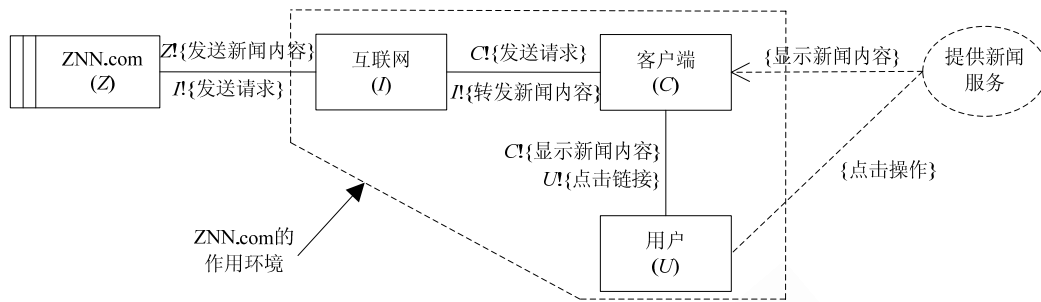 ZNN.com
(Z)
Z!{发送新闻内容}
I!{发送请求}
互联网
(I)
C!{发送请求}
I!{转发新闻内容}
客户端
(C)
{显示新闻内容}
提供新闻
服务
C!{显示新闻内容}
U!{点击链接}
{点击操作}
ZNN.com的
作用环境
用户
(U)